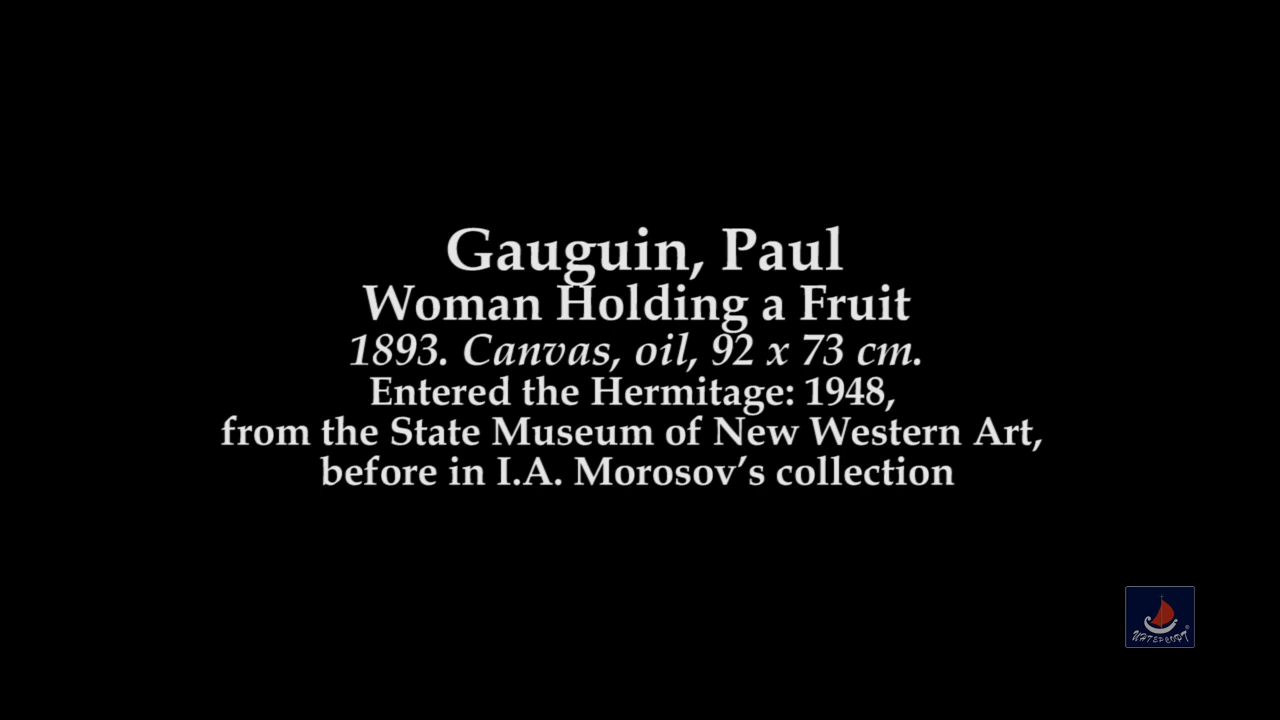 Gauguin, Paul
Woman Holding a Fruit
1893. Canvas, oil, 92 x 73 cm.
Entered the Hermitage: 1948,
from the State Museum of New Western Art,
before in I.A. Morosov’s collection